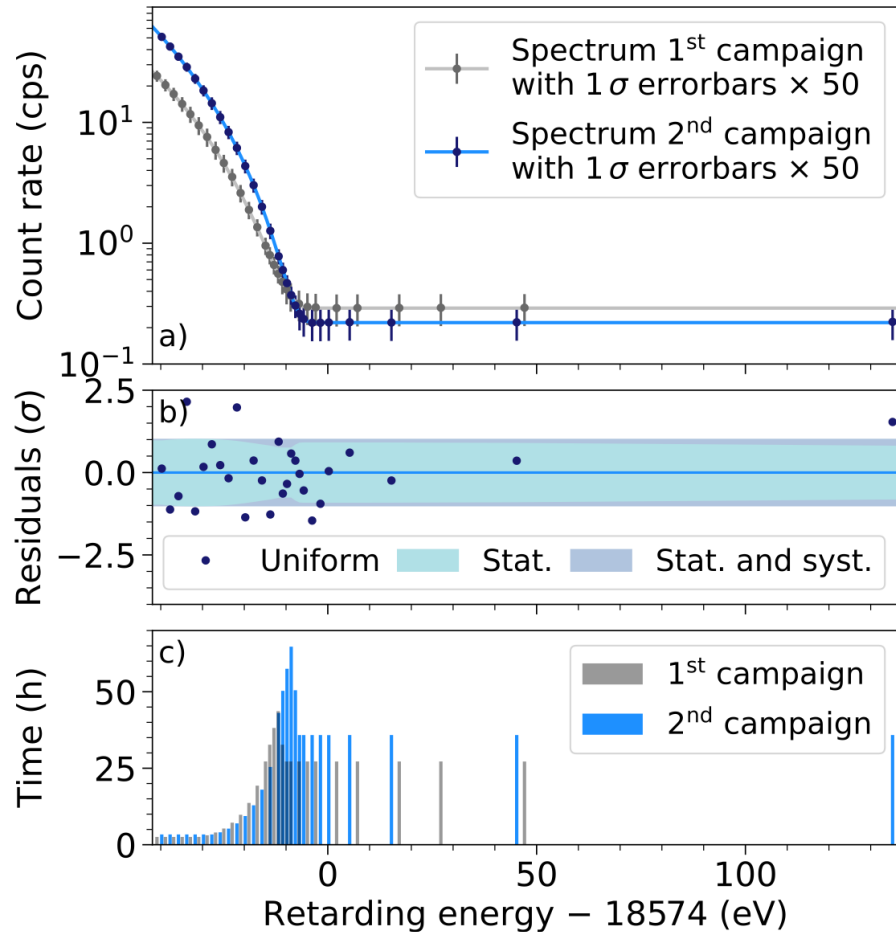 Count rate (cps)
10¹
10⁰
10⁻¹
Spectrum 1ˢᵗ campaign
with 1 σ errorbars × 50
Spectrum 2ⁿᵈ campaign
with 1 σ errorbars × 50
a)
Residuals (σ)
2.5
0.0
−2.5
b)
Uniform
Stat.
Stat. and syst.
Time (h)
50
25
0
c)
1ˢᵗ campaign
2ⁿᵈ campaign
0
50
100
Retarding energy − 18574 (eV)